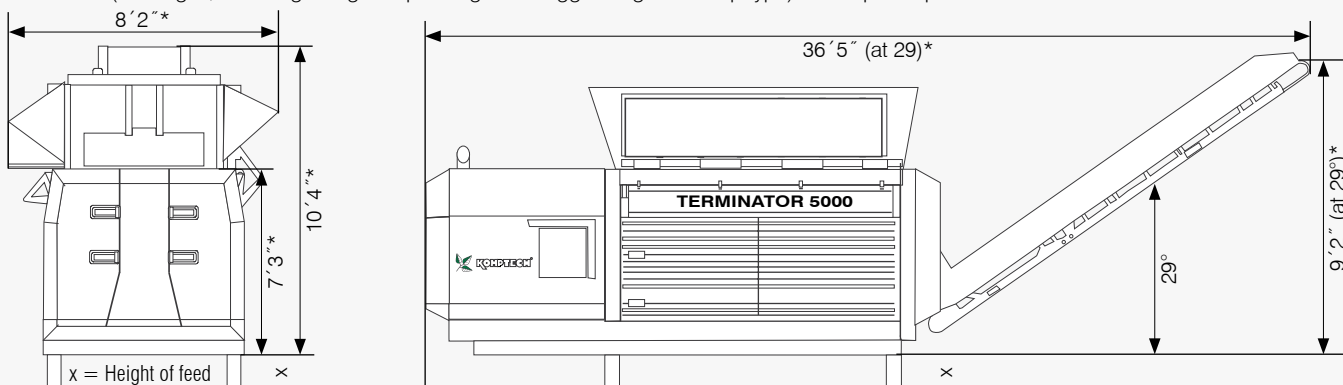 8´2˝*
36´5˝ (at 29)*
10´4˝*
7´3˝*
x = Height of feed
x
TERMINATOR 5000
KOMPTECH
29°
9´2˝ (at 29°)*
x